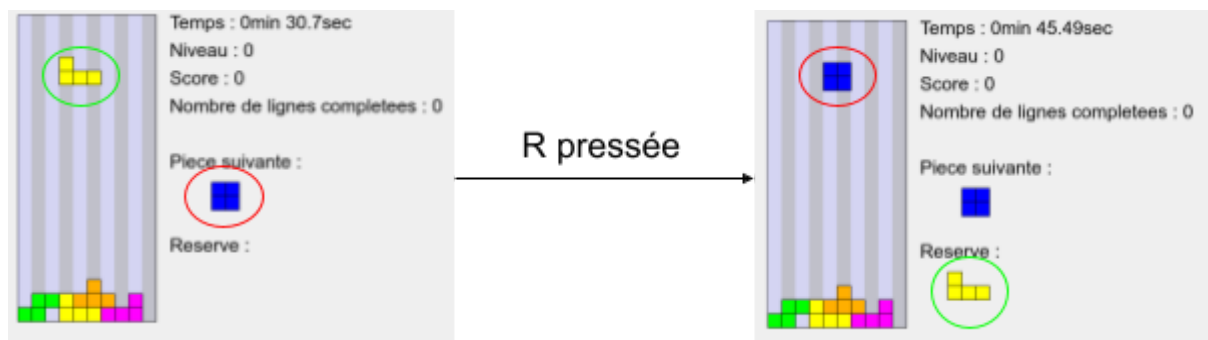 Temps : 0min 30.7sec
Niveau : 0
Score : 0
Nombre de lignes completees : 0
Piece suivante :
Reserve :
R pressée
Temps : 0min 45.49sec
Niveau : 0
Score : 0
Nombre de lignes completees : 0
Piece suivante :
Reserve :